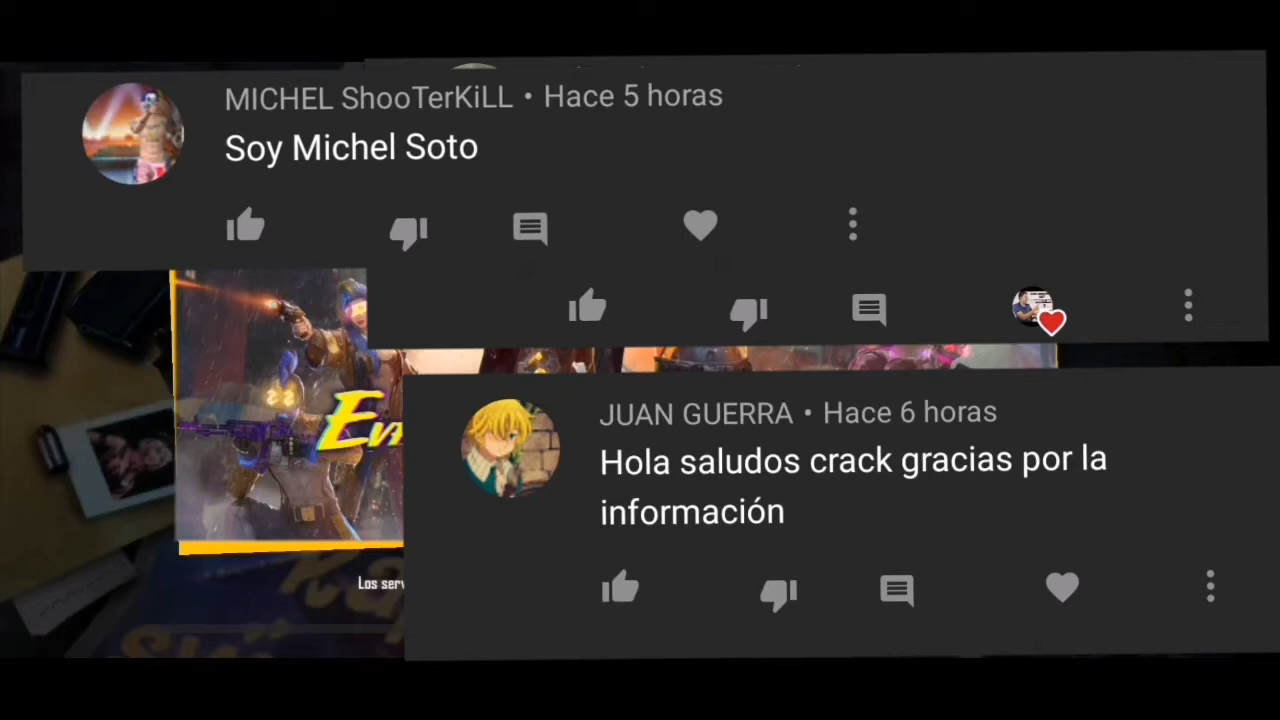 MICHEL ShooTerKiLL • Hace 5 horas
Soy Michel Soto
JUAN GUERRA • Hace 6 horas
Hola saludos crack gracias por la
información
Los